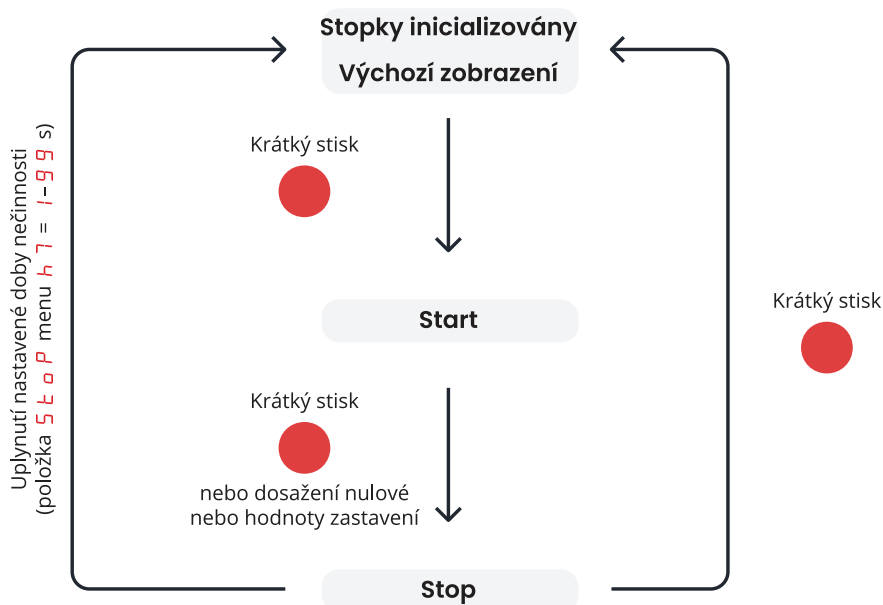 Stopky inicializovány
Výchozí zobrazení
Krátký stisk
Start
Krátký stisk
Krátký stisk
nebo dosažení nulové
nebo hodnoty zastavení
Stop
Uplynutí nastavené doby nečinnosti
(položka StoP menu h7 = 1-99 s)